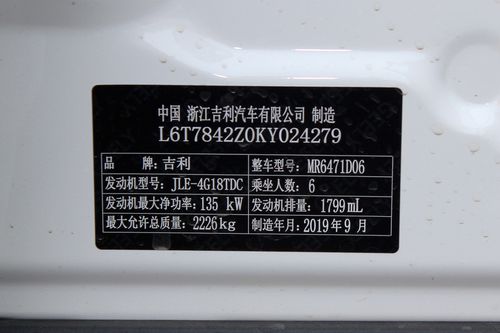 中国 浙江吉利汽车有限公司 制造
L6T7842Z0KY024279
品牌:吉利 整车型号:MR6471D06
发动机型号:JLE-4G18TDC 乘坐人数:6
发动机最大净功率:135 kW 发动机排量:1799mL
最大允许总质量:2226kg 制造年月:2019年9月